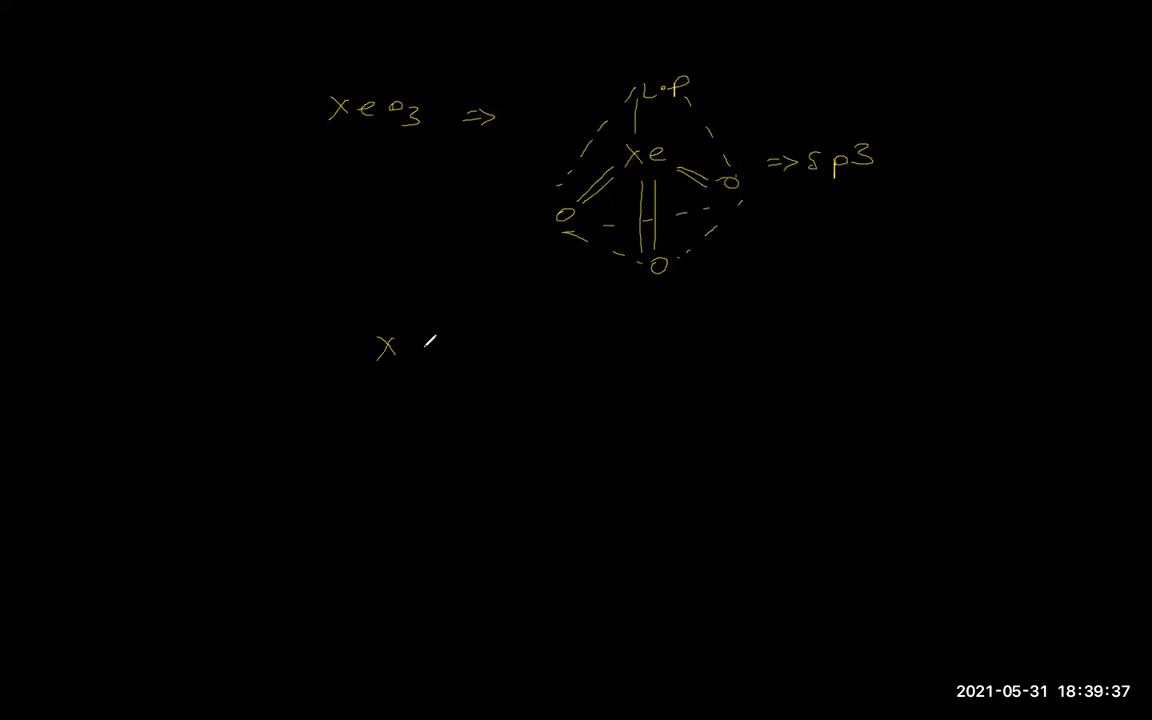 XeO3 => L.P
Xe => sp3
O
O
O
X
2021-05-31 18:39:37